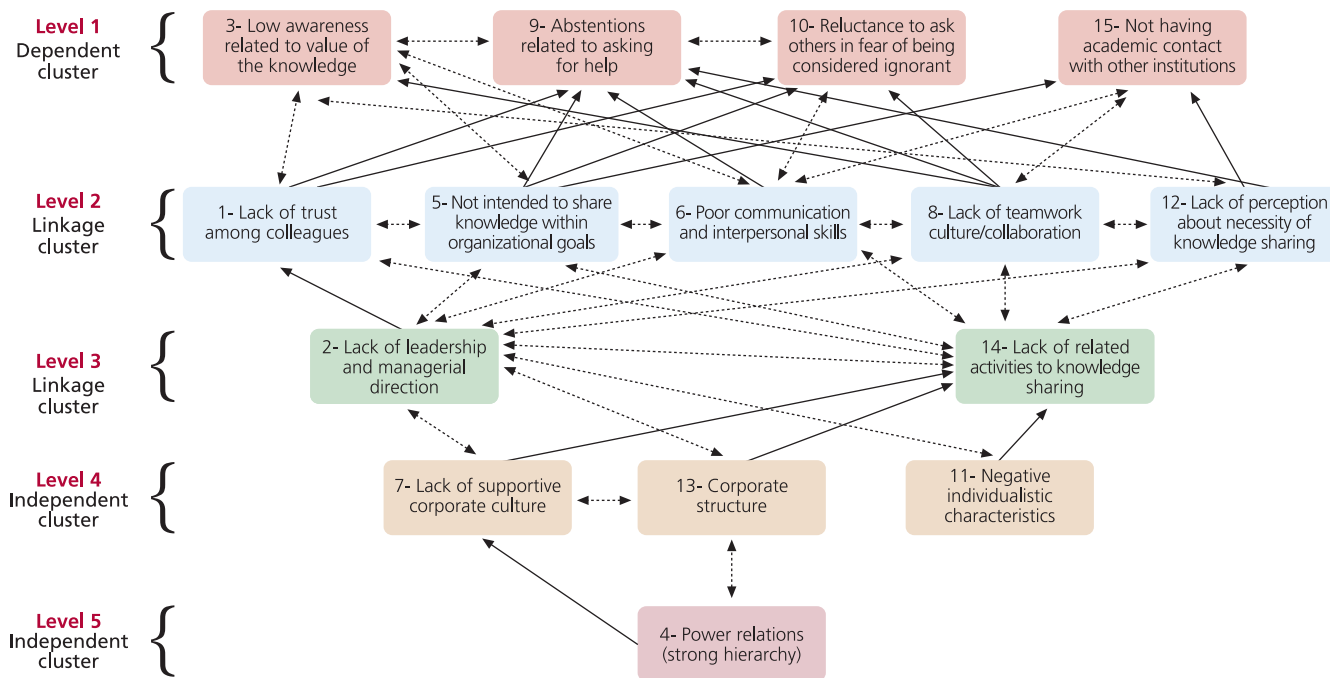 Level 1
Dependent
cluster
3- Low awareness
related to value of
the knowledge
9- Abstentions
related to asking
for help
10- Reluctance to ask
others in fear of being
considered ignorant
15- Not having
academic contact
with other institutions
Level 2
Linkage
cluster
1- Lack of trust
among colleagues
5- Not intended to share
knowledge within
organizational goals
6- Poor communication
and interpersonal skills
8- Lack of teamwork
culture/collaboration
12- Lack of perception
about necessity of
knowledge sharing
Level 3
Linkage
cluster
2- Lack of leadership
and managerial
direction
14- Lack of related
activities to knowledge
sharing
Level 4
Independent
cluster
7- Lack of supportive
corporate culture
13- Corporate
structure
11- Negative
individualistic
characteristics
Level 5
Independent
cluster
4- Power relations
(strong hierarchy)